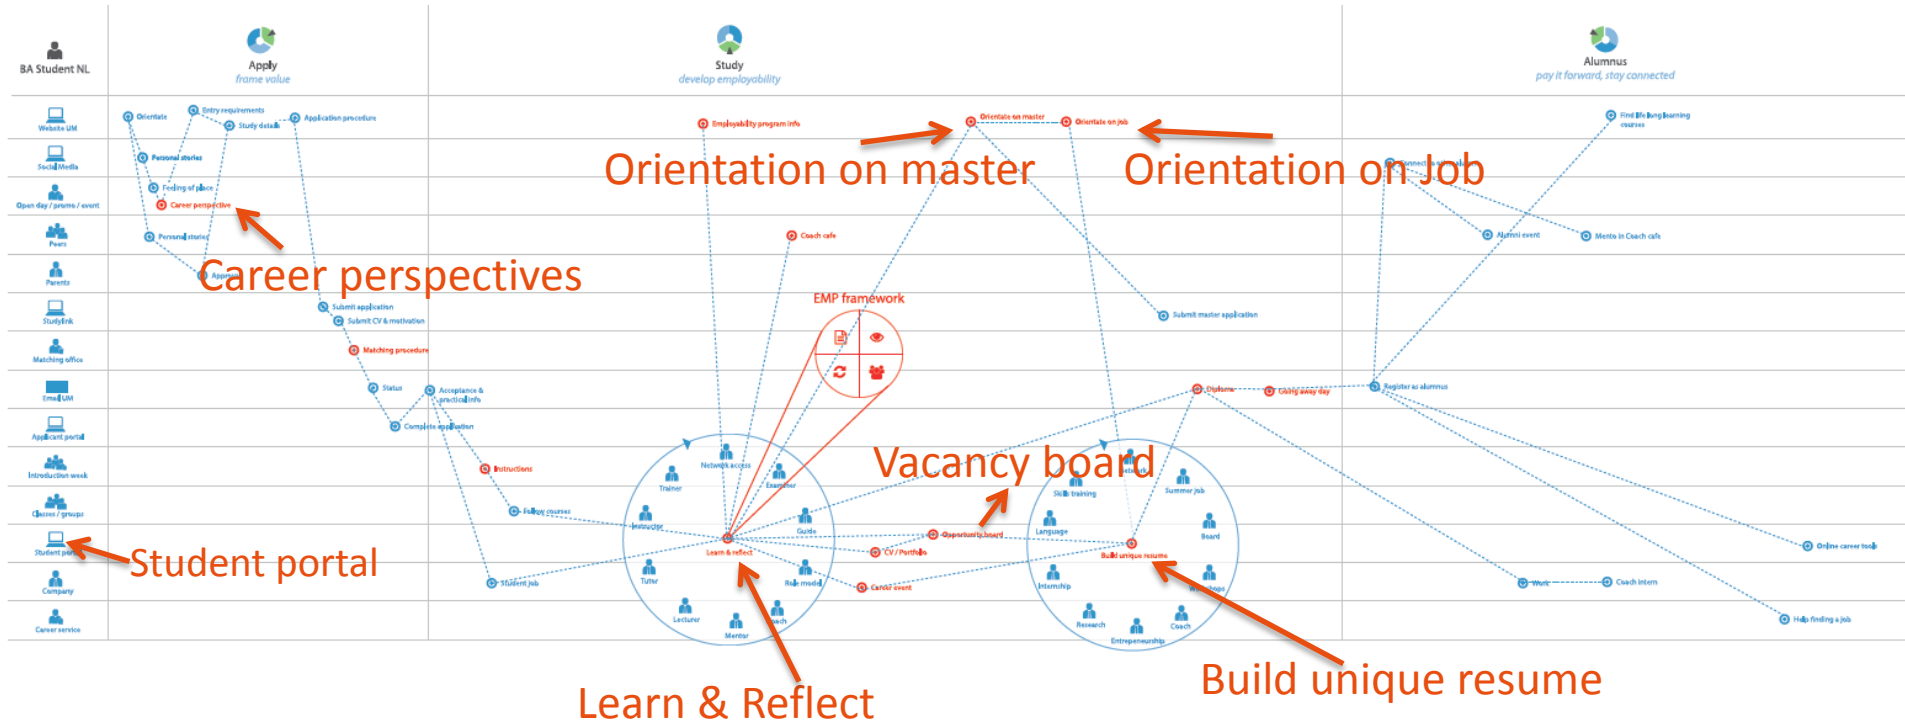 BA Student NL
Apply
frame value
Study
develop employability
Alumnus
pay it forward, stay connected
Website UM
Social Media
Open day / promo / event
Peers
Parents
Studylink
Matching office
Email UM
Applicant portal
Introduction week
Classes / groups
Student portal
Company
Career service
Orientate
Entry requirements
Study details
Application procedure
Personal stories
Feeling of place
Career perspective
Personal stories
Career perspectives
Submit application
Submit CV & motivation
Matching procedure
Status
Acceptance &
practical info
Complete application
Instructions
Follow courses
Student job
Student portal
Employability program info
Orientate on master
Orientate on job
Orientation on master
Orientation on Job
Coach cafe
EMP framework
Submit master application
Diploma
Going away day
Network access
Examiner
Guide
Role model
Coach
Mentor
Lecturer
Tutor
Instructor
Trainer
Learn & reflect
Learn & Reflect
Opportunity board
CV / Portfolio
Career event
Vacancy board
Network
Summer job
Board
Workshops
Coach
Entrepeneurship
Research
Internship
Language
Skills training
Build unique resume
Build unique resume
Find life long learning
courses
Alumni event
Mento in Coach cafe
Register as alumnus
Online career tools
Work
Coach intern
Help finding a job